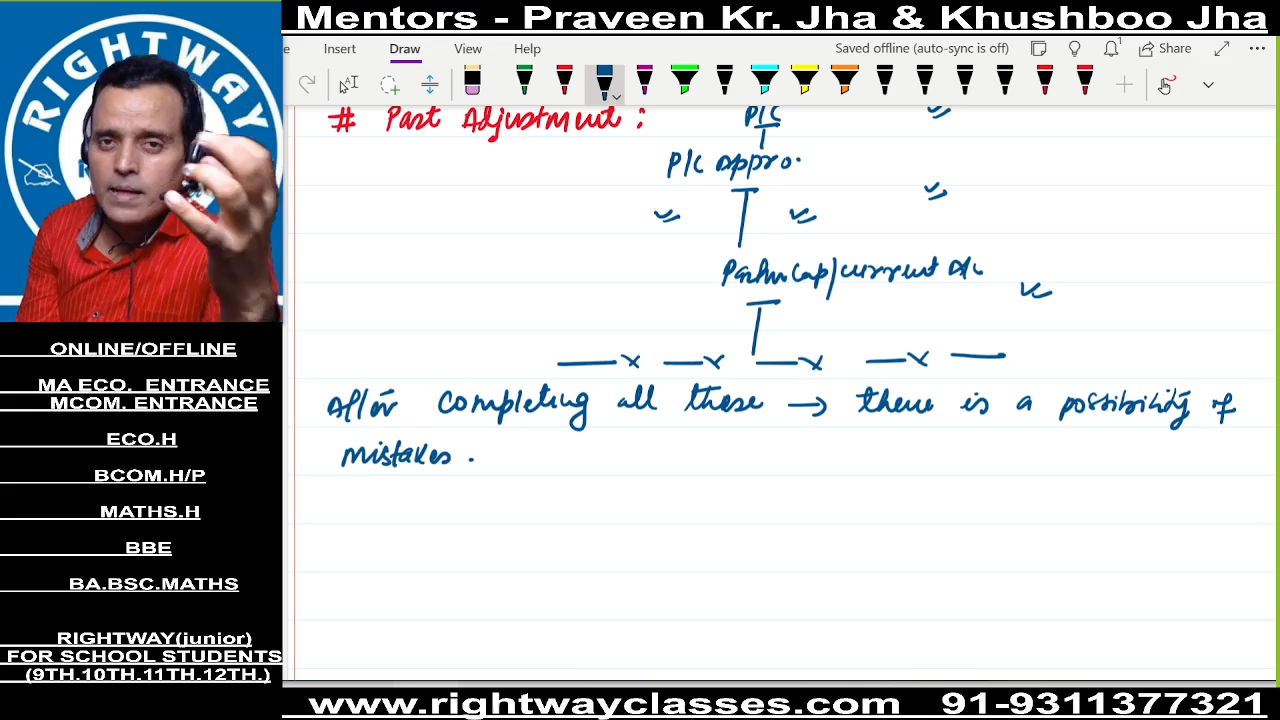 Mentors - Praveen Kr. Jha & Khushboo Jha
RIGHTWAY
Insert Draw View Help Saved offline (auto-sync is off) Share
# Past Adjustment :
P/L
P/L appro.
Partner cap/current A/c
After completing all these → there is a possibility of
mistakes .
ONLINE/OFFLINE
MA ECO. ENTRANCE
MCOM. ENTRANCE
ECO.H
BCOM.H/P
MATHS.H
BBE
BA.BSC.MATHS
RIGHTWAY(junior)
FOR SCHOOL STUDENTS
(9TH.10TH.11TH.12TH.)
www.rightwayclasses.com 91-9311377321